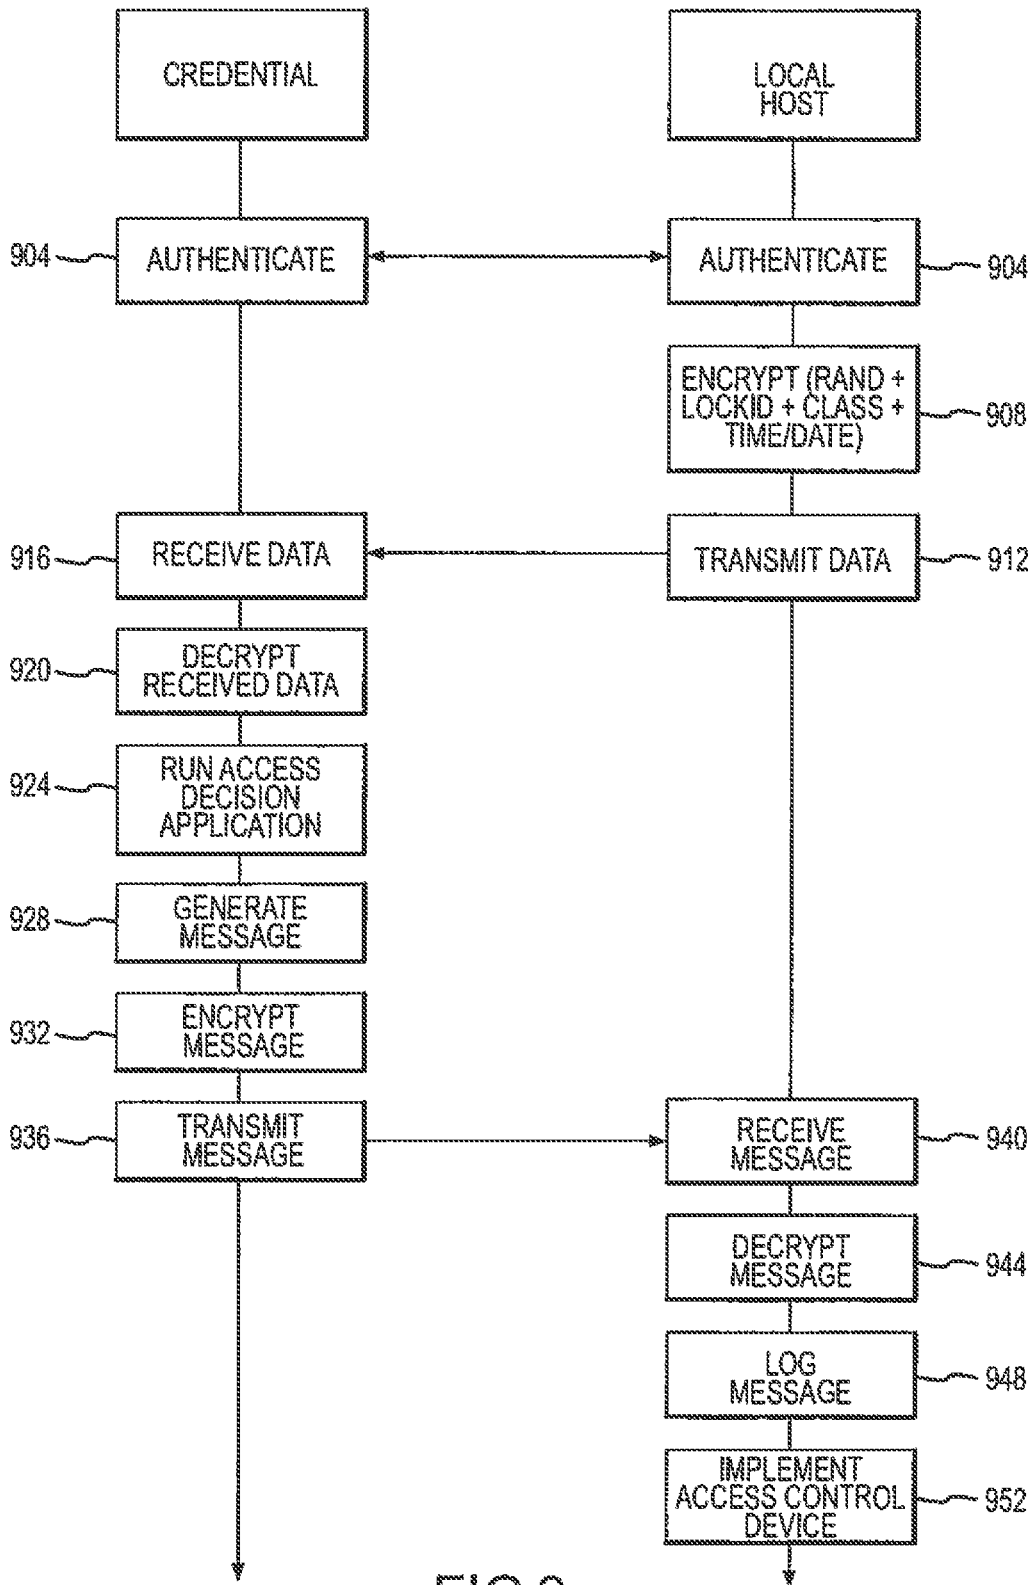 CREDENTIAL
LOCAL
HOST
904
AUTHENTICATE
AUTHENTICATE
904
ENCRYPT (RAND +
LOCKID + CLASS +
TIME/DATE)
908
916
RECEIVE DATA
TRANSMIT DATA
912
920
DECRYPT
RECEIVED DATA
924
RUN ACCESS
DECISION
APPLICATION
928
GENERATE
MESSAGE
932
ENCRYPT
MESSAGE
936
TRANSMIT
MESSAGE
RECEIVE
MESSAGE
940
DECRYPT
MESSAGE
944
LOG
MESSAGE
948
IMPLEMENT
ACCESS CONTROL
DEVICE
952